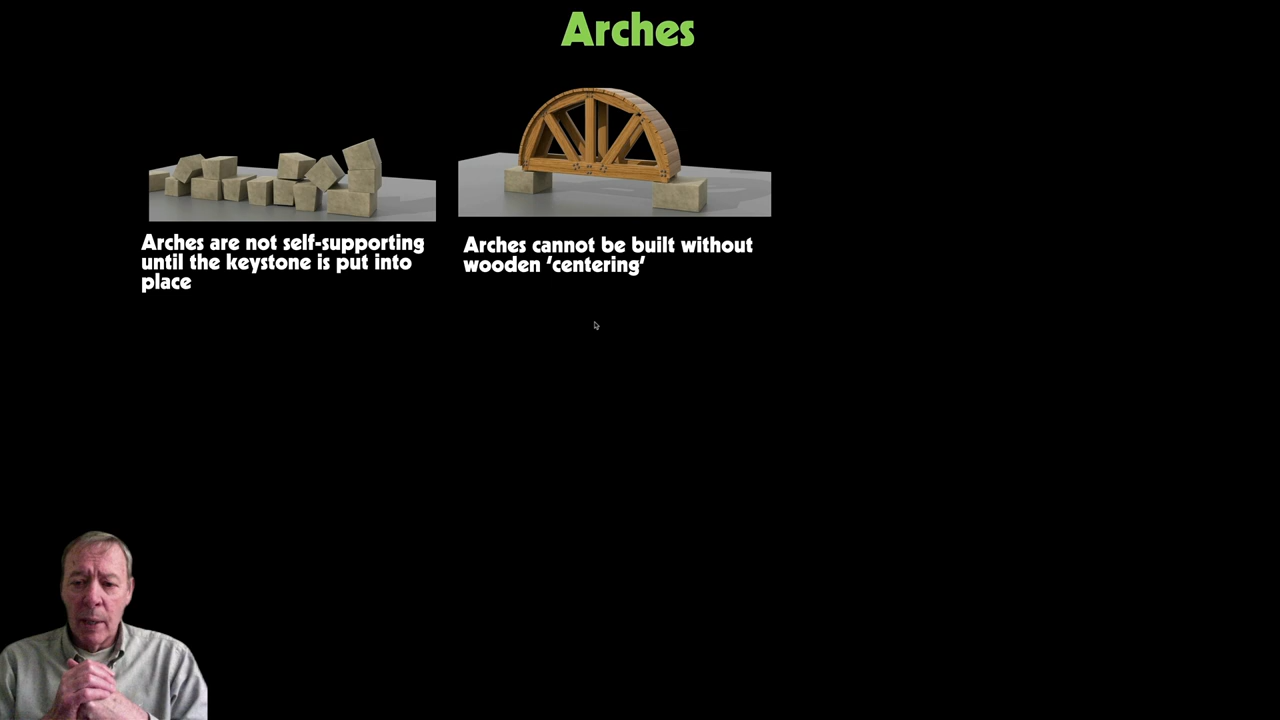 Arches
Arches are not self-supporting
until the keystone is put into
place
Arches cannot be built without
wooden 'centering'